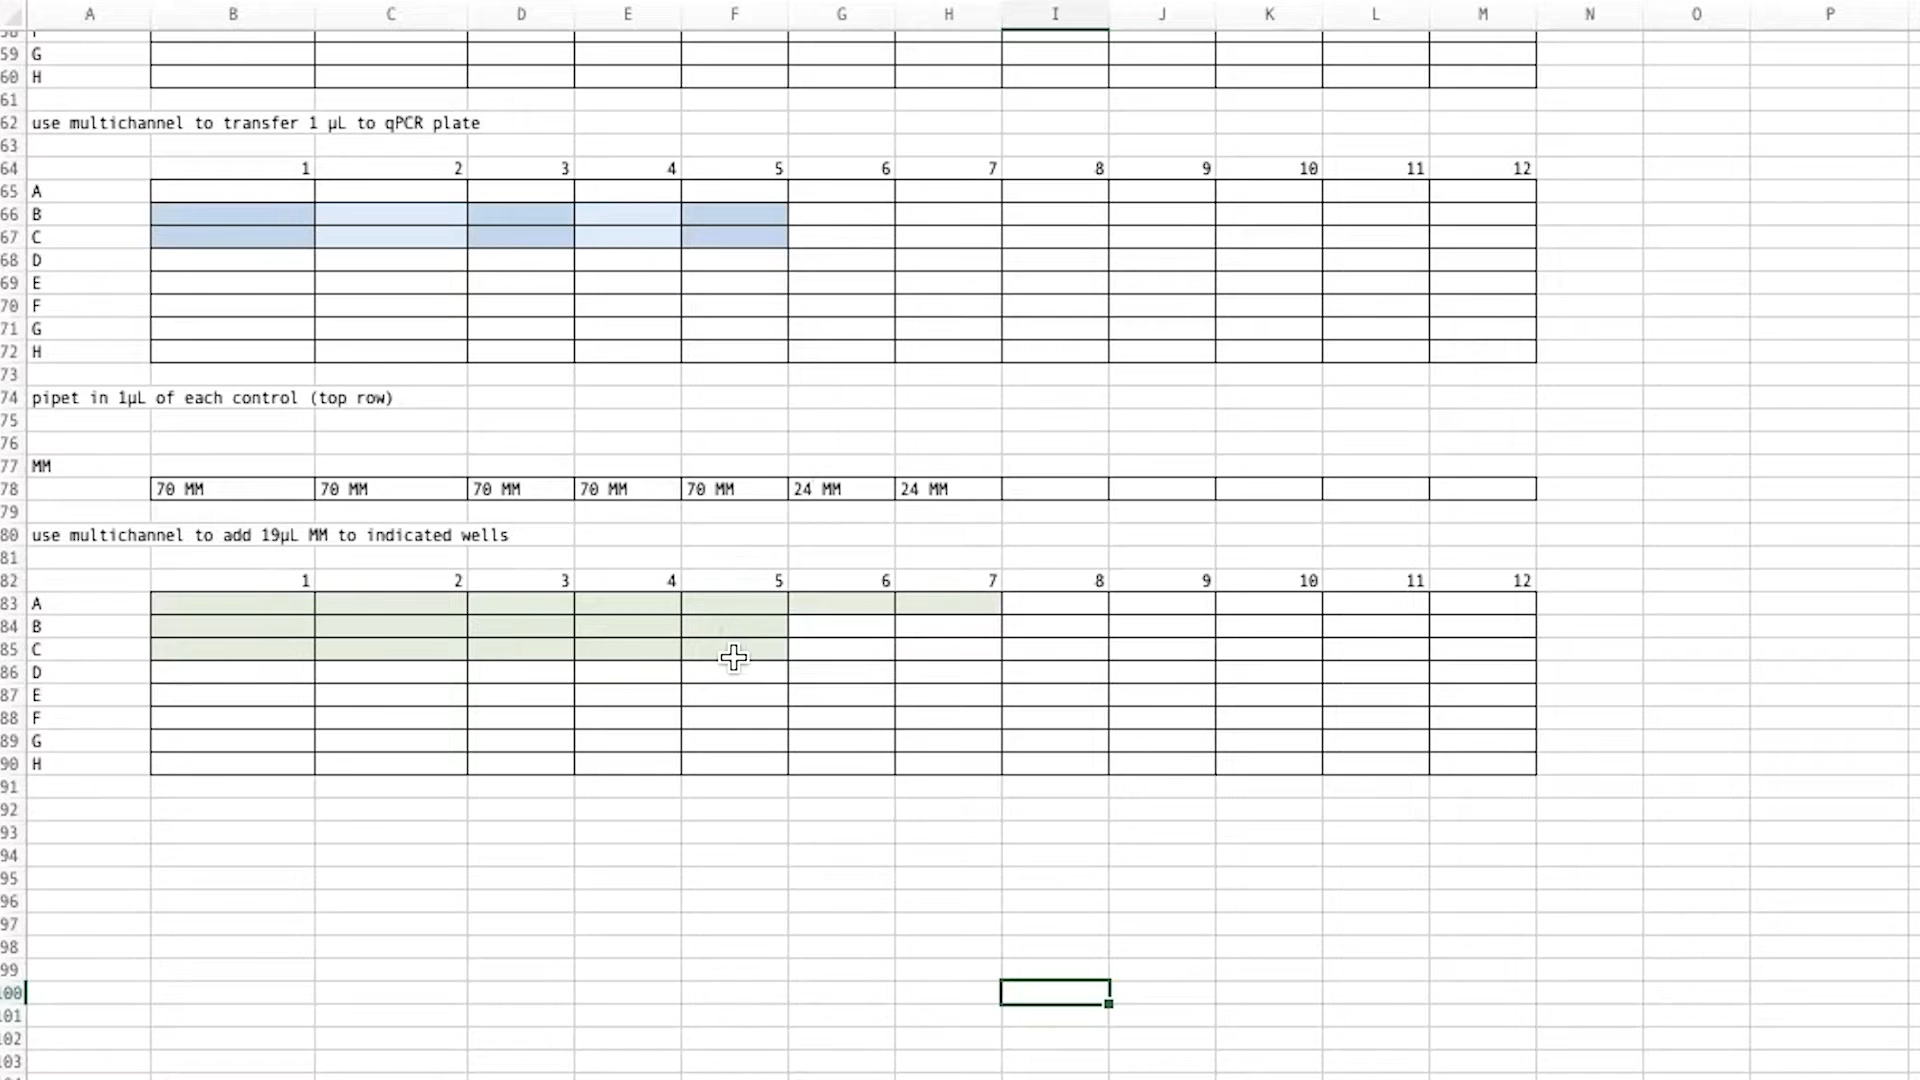 A B C D E F G H I J K L M N O P
59 G
60 H
61
62 use multichannel to transfer 1 µL to qPCR plate
63
64 1 2 3 4 5 6 7 8 9 10 11 12
65 A
66 B
67 C
68 D
69 E
70 F
71 G
72 H
73
74 pipet in 1µL of each control (top row)
75
76
77 MM
78 70 MM 70 MM 70 MM 70 MM 70 MM 24 MM 24 MM
79
80 use multichannel to add 19µL MM to indicated wells
81
82 1 2 3 4 5 6 7 8 9 10 11 12
83 A
84 B
85 C
86 D
87 E
88 F
89 G
90 H
91
92
93
94
95
96
97
98
99
100
101
102
103